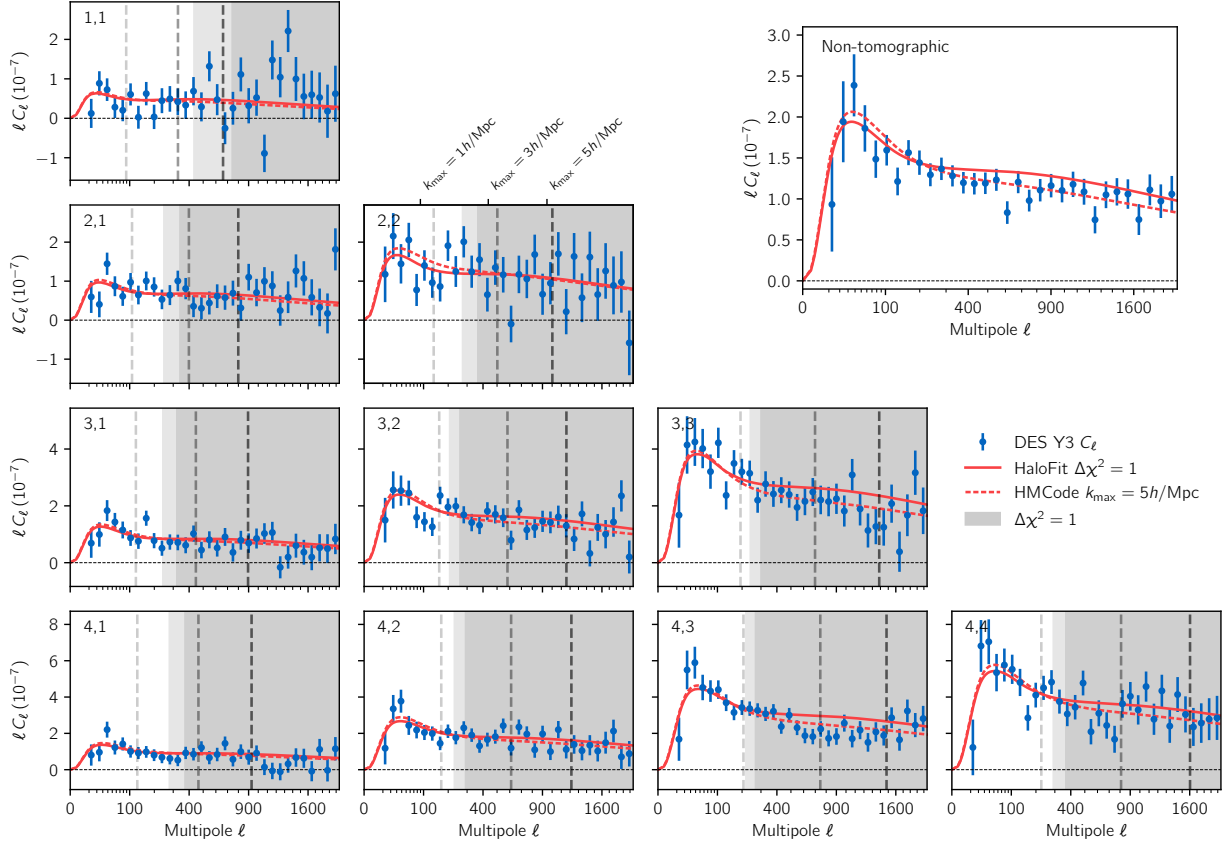 1,1
ℓ C_ℓ (10⁻⁷)
2
1
0
−1
Non-tomographic
ℓ C_ℓ (10⁻⁷)
3.0
2.5
2.0
1.5
1.0
0.5
0.0
0 100 400 900 1600
Multipole ℓ
k_max = 1h/Mpc
k_max = 3h/Mpc
k_max = 5h/Mpc
2,1
ℓ C_ℓ (10⁻⁷)
2
1
0
−1
2,2
3,1
ℓ C_ℓ (10⁻⁷)
4
2
0
3,2
3,3
DES Y3 C_ℓ
HaloFit Δχ² = 1
HMCode k_max = 5h/Mpc
Δχ² = 1
4,1
ℓ C_ℓ (10⁻⁷)
8
6
4
2
0
0 100 400 900 1600
Multipole ℓ
4,2
0 100 400 900 1600
Multipole ℓ
4,3
0 100 400 900 1600
Multipole ℓ
4,4
0 100 400 900 1600
Multipole ℓ